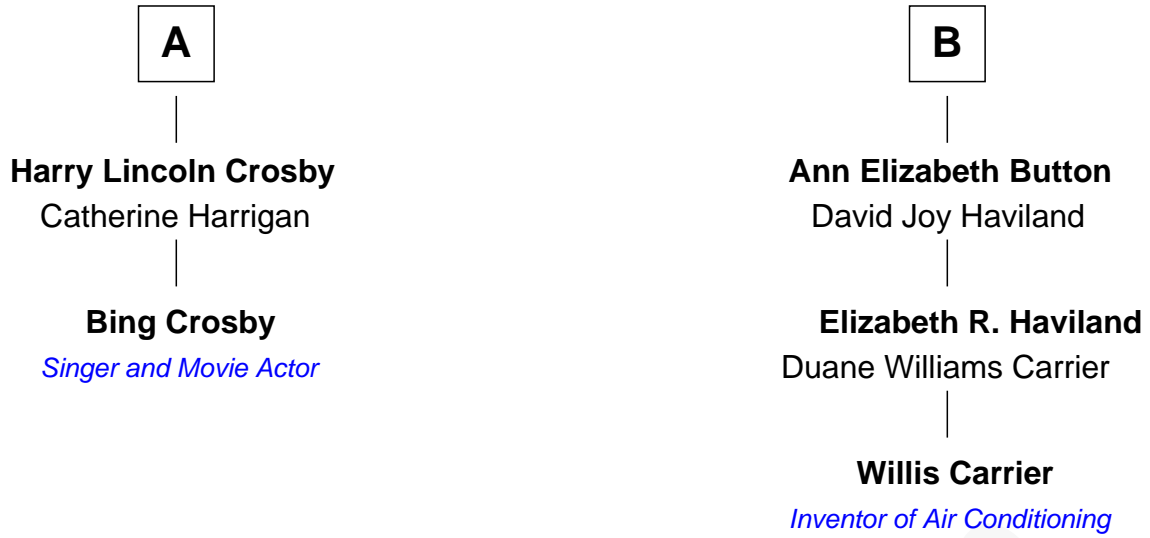 A
Harry Lincoln Crosby
Catherine Harrigan
Bing Crosby
Singer and Movie Actor
B
Ann Elizabeth Button
David Joy Haviland
Elizabeth R. Haviland
Duane Williams Carrier
Willis Carrier
Inventor of Air Conditioning